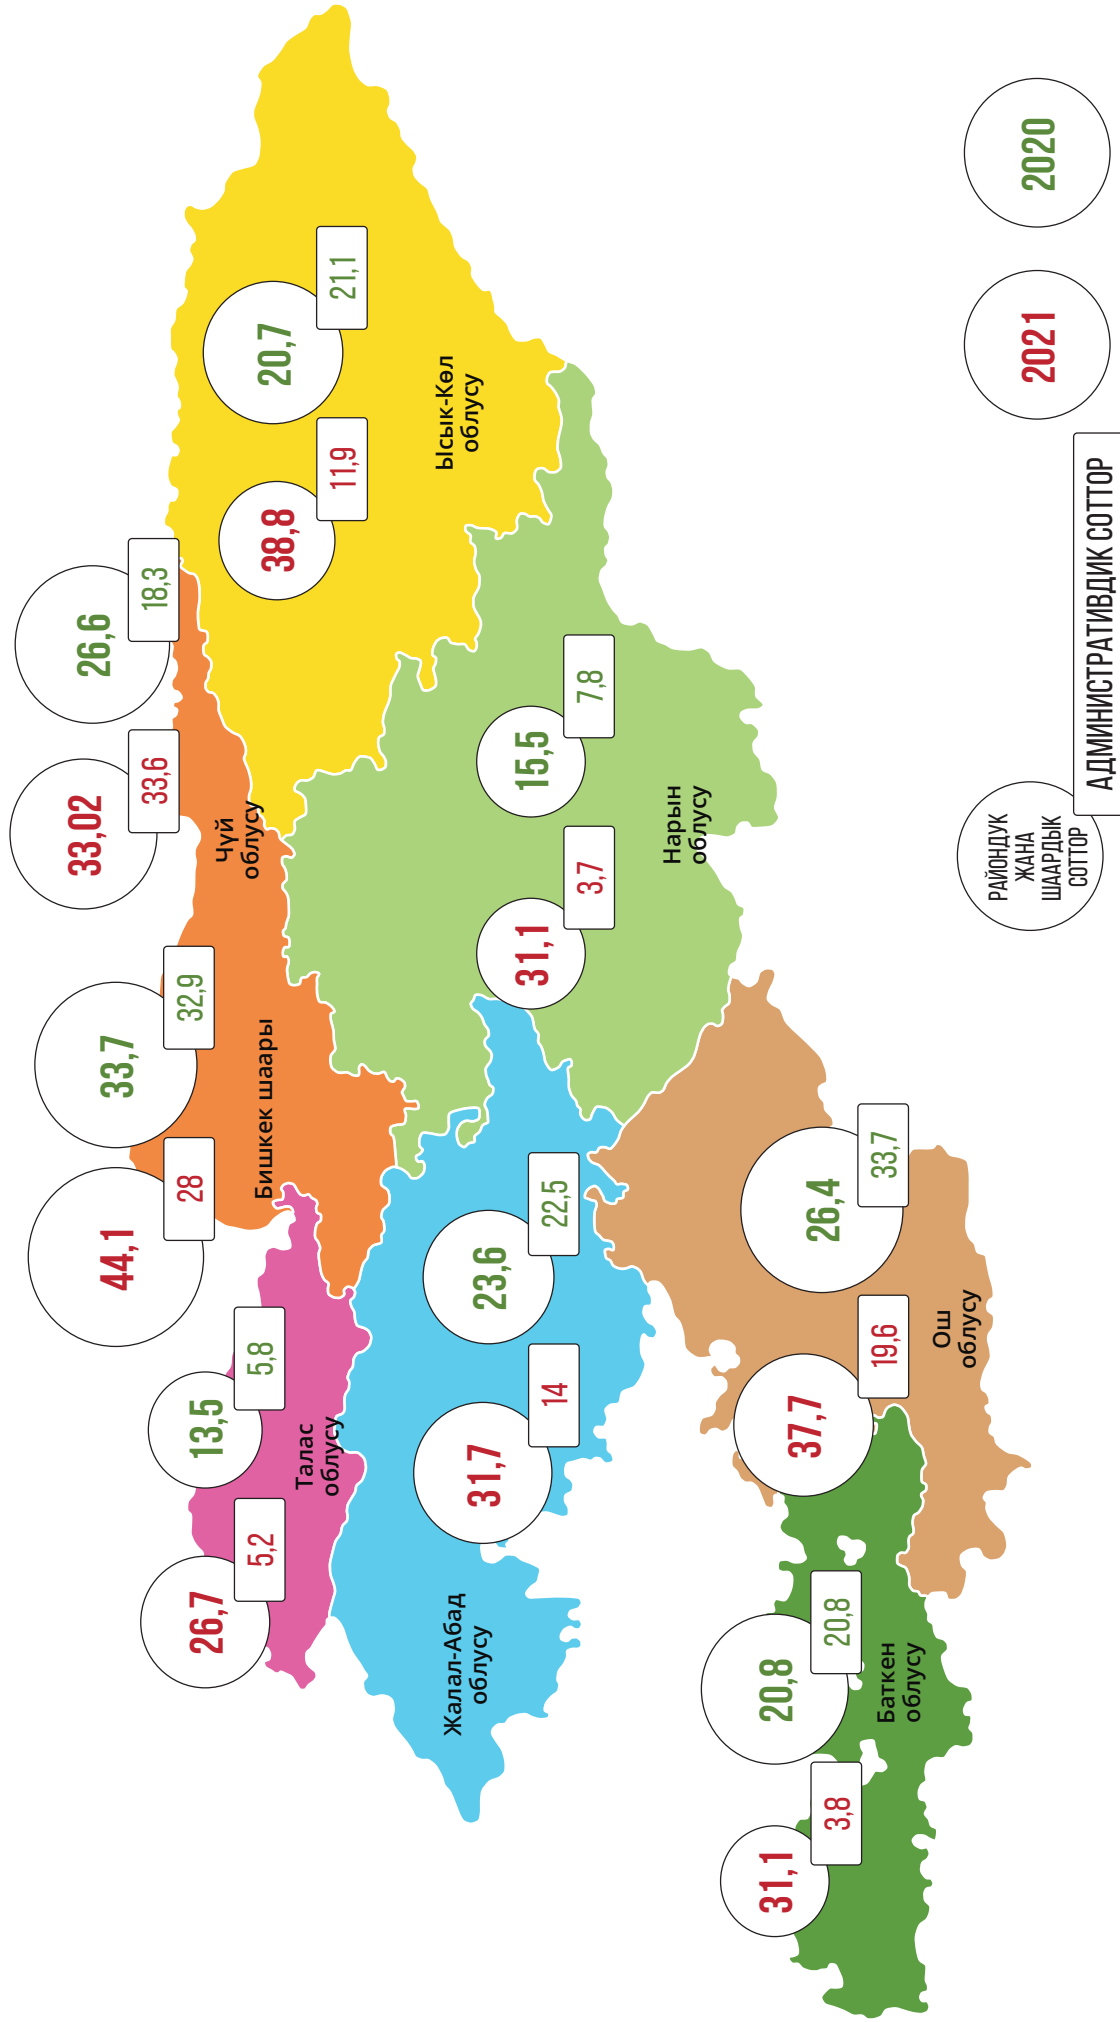 44,1
28
33,7
32,9
Бишкек шаары
33,02
33,6
26,6
18,3
Чүй
облусу
26,7
5,2
13,5
5,8
Талас
облусу
38,8
11,9
20,7
21,1
Ысык-Көл
облусу
31,7
14
23,6
22,5
Жалал-Абад
облусу
31,1
3,7
15,5
7,8
Нарын
облусу
31,1
3,8
20,8
20,8
Баткен
облусу
37,7
19,6
26,4
33,7
Ош
облусу
РАЙОНДУК
ЖАНА
ШААРДЫК
СОТТОР
АДМИНИСТРАТИВДИК СОТТОР
2021
2020